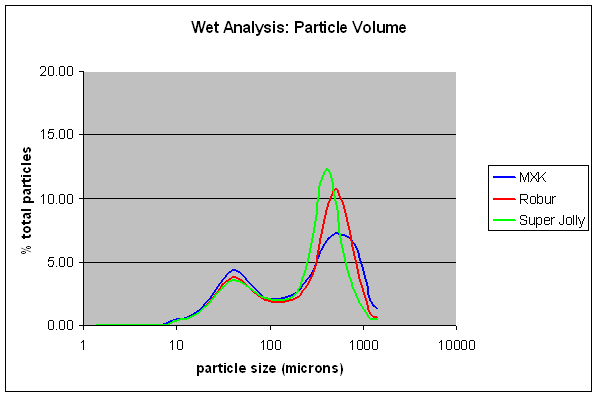 Wet Analysis: Particle Volume
20.00
15.00
10.00
5.00
0.00
% total particles
1 10 100 1000 10000
particle size (microns)
MXK
Robur
Super Jolly